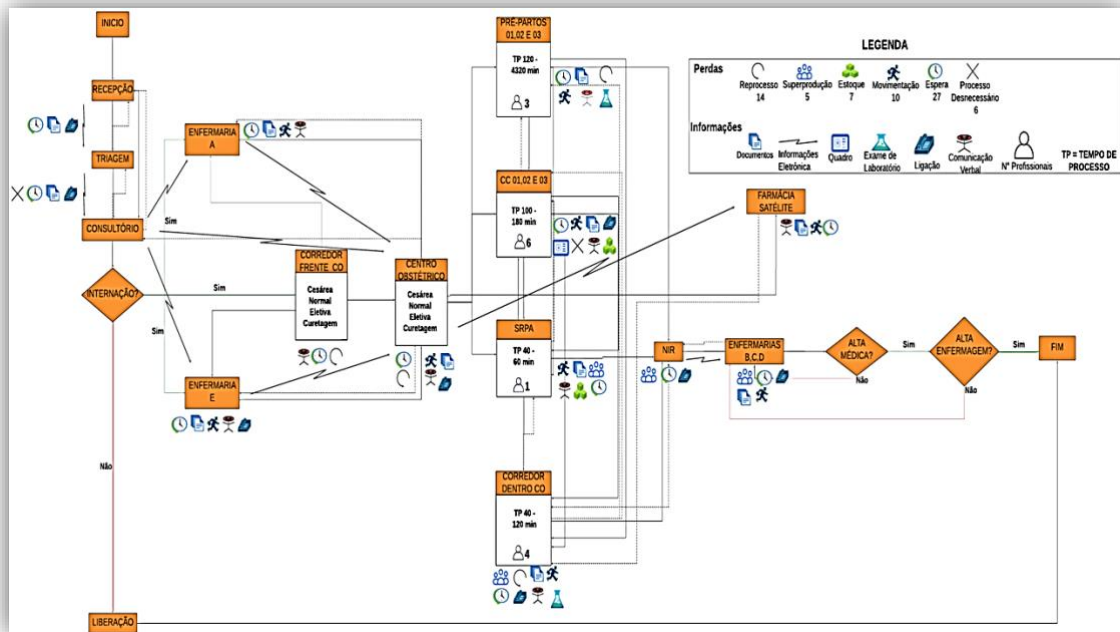 INICIO
RECEPÇÃO
TRIAGEM
CONSULTÓRIO
INTERNAÇÃO?
Sim
Sim
Sim
Não
LIBERAÇÃO
ENFERMARIA
A
ENFERMARIA
E
CORREDOR
FRENTE CO
Cesárea
Normal
Eletiva
Curetagem
CENTRO
OBSTÉTRICO
Cesárea
Normal
Eletiva
Curetagem
PRÉ-PARTOS
01,02 E 03
TP 120 -
4320 min
3
CC 01,02 E 03
TP 100 -
180 min
6
SRPA
TP 40 -
60 min
1
CORREDOR
DENTRO CO
TP 40 -
120 min
4
LEGENDA
Perdas
Reprocesso
14
Superprodução
5
Estoque
7
Movimentação
10
Espera
27
Processo
Desnecessário
6
Informações
Documentos
Informações
Eletrônica
Quadro
Exame de
Laboratório
Ligação
Comunicação
Verbal
Nº Profissionais
TP = TEMPO DE
PROCESSO
FARMÁCIA
SATÉLITE
NIR
ENFERMARIAS
B,C,D
ALTA
MÉDICA?
Sim
Não
ALTA
ENFERMAGEM?
Sim
Não
FIM